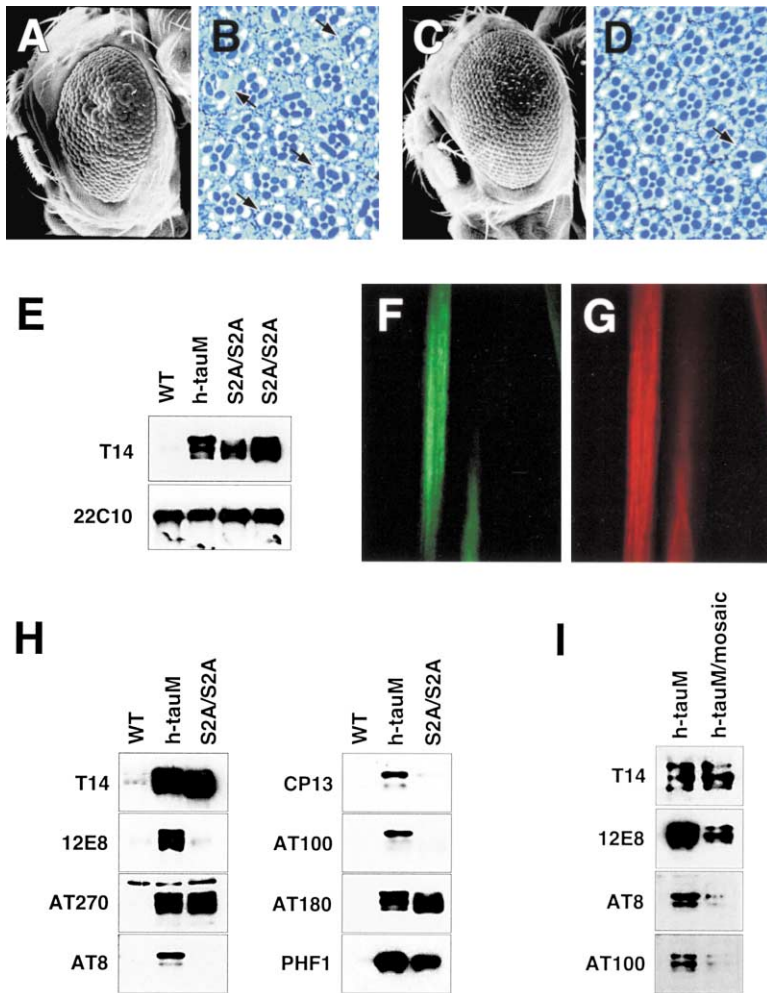 A
B
C
D
E
WT
h-tauM
S2A/S2A
S2A/S2A
T14
22C10
F
G
H
WT
h-tauM
S2A/S2A
T14
12E8
AT270
AT8
WT
h-tauM
S2A/S2A
CP13
AT100
AT180
PHF1
I
h-tauM
h-tauM/mosaic
T14
12E8
AT8
AT100